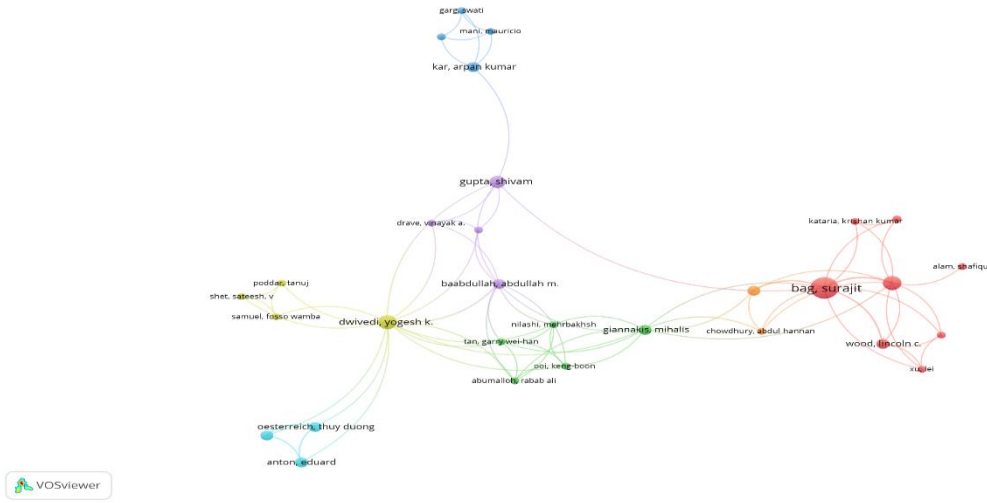 garg, swati
mani, mauricio
kar, arpan kumar
gupta, shivam
drave, vinayak a.
kataria, krishan kumar
alam, shafiqu
poddar, tanuj
baabdullah, abdullah m.
bag, surajit
shet, sateesh, v
samuel, fosso wamba
dwivedi, yogesh k.
nilashi, mehrbakhsh
giannakis, mihalis
chowdhury, abdul hannan
tan, garry wei-han
wood, lincoln c.
ooi, keng-boon
xu, lei
abumalloh, rabab ali
oesterreich, thuy duong
anton, eduard
VOSviewer